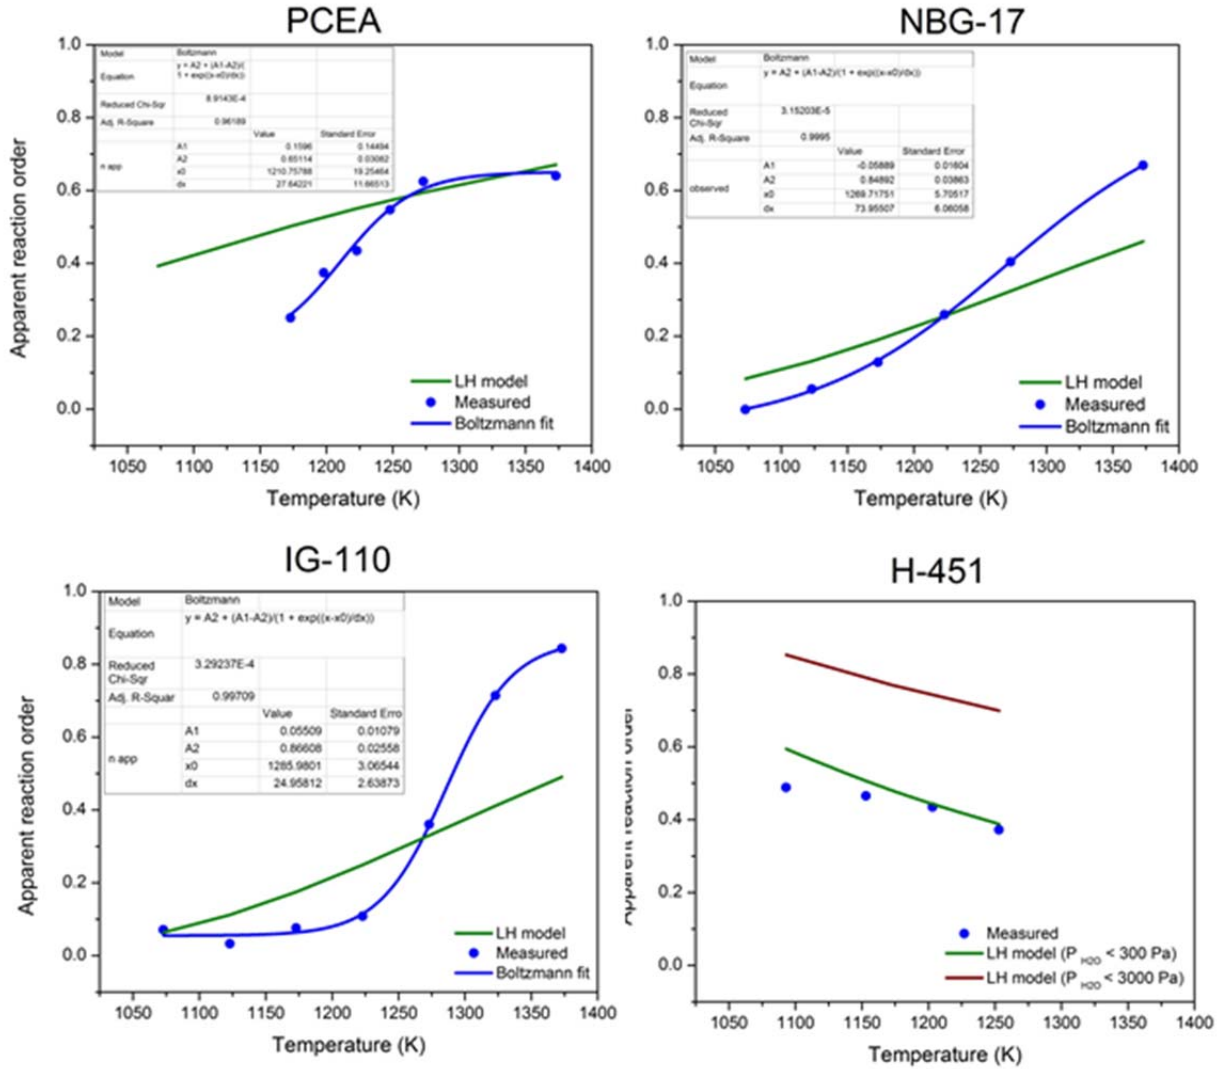 PCEA
1.0
0.8
0.6
0.4
0.2
0.0
Apparent reaction order
Model Boltzmann
Equation y = A2 + (A1-A2)/(
1 + exp((x-x0)/dx))
Reduced Chi-Sqr 8.9143E-4
Adj. R-Square 0.96189
Value Standard Error
n app
A1 0.1596 0.14494
A2 0.65114 0.03082
x0 1210.75788 19.25464
dx 27.64221 11.86513
LH model
Measured
Boltzmann fit
1050 1100 1150 1200 1250 1300 1350 1400
Temperature (K)
NBG-17
1.0
0.8
0.6
0.4
0.2
0.0
Apparent reaction order
Model Boltzmann
Equation y = A2 + (A1-A2)/(1 + exp((x-x0)/dx))
Reduced
Chi-Sqr
3.15203E-5
Adj. R-Square 0.9995
Value Standard Error
observed
A1 -0.05889 0.01604
A2 0.84892 0.03863
x0 1269.71751 5.70517
dx 73.95507 6.06058
LH model
Measured
Boltzmann fit
1050 1100 1150 1200 1250 1300 1350 1400
Temperature (K)
IG-110
1.0
0.8
0.6
0.4
0.2
0.0
Apparent reaction order
Model Boltzmann
Equation y = A2 + (A1-A2)/(1 + exp((x-x0)/dx))
Reduced
Chi-Sqr
3.29237E-4
Adj. R-Squar 0.99709
Value Standard Erro
n app
A1 0.05509 0.01079
A2 0.86608 0.02558
x0 1285.9801 3.06544
dx 24.95812 2.63873
LH model
Measured
Boltzmann fit
1050 1100 1150 1200 1250 1300 1350 1400
Temperature (K)
H-451
1.0
0.8
0.6
0.4
0.2
0.0
Apparent reaction order
Measured
LH model (P H2O < 300 Pa)
LH model (P H2O < 3000 Pa)
1050 1100 1150 1200 1250 1300 1350 1400
Temperature (K)